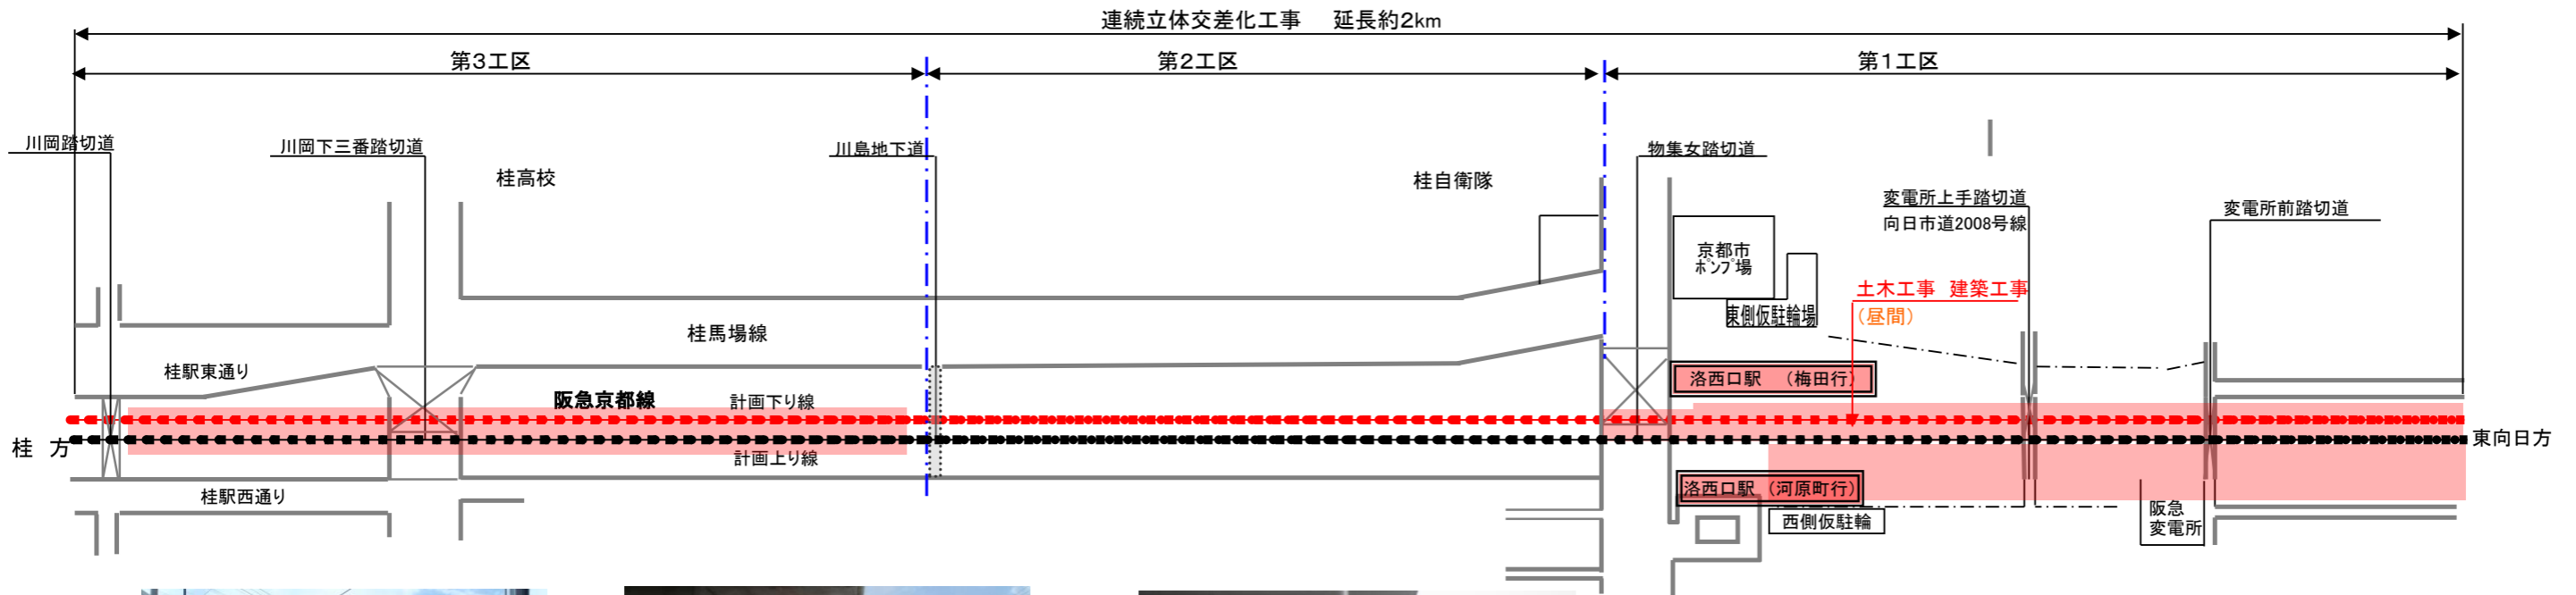 連続立体交差化工事 延長約2km
第3工区
第2工区
第1工区
川岡踏切道
川岡下三番踏切道
川島地下道
物集女踏切道
桂高校
桂自衛隊
変電所上手踏切道
向日市道2008号線
変電所前踏切道
京都市
ポンプ場
東側仮駐輪場
土木工事 建築工事
(昼間)
桂馬場線
桂駅東通り
洛西口駅 (梅田行)
阪急京都線
計画下り線
桂 方
東向日方
計画上り線
桂駅西通り
洛西口駅 (河原町行)
西側仮駐輪
阪急
変電所